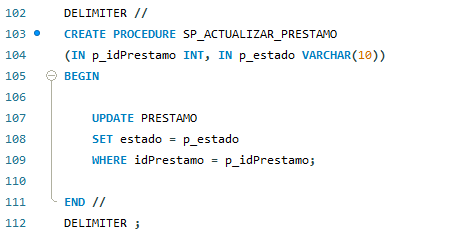 102 DELIMITER //
103 CREATE PROCEDURE SP_ACTUALIZAR_PRESTAMO
104 (IN p_idPrestamo INT, IN p_estado VARCHAR(10))
105 BEGIN
106
107 UPDATE PRESTAMO
108 SET estado = p_estado
109 WHERE idPrestamo = p_idPrestamo;
110
111 END //
112 DELIMITER ;